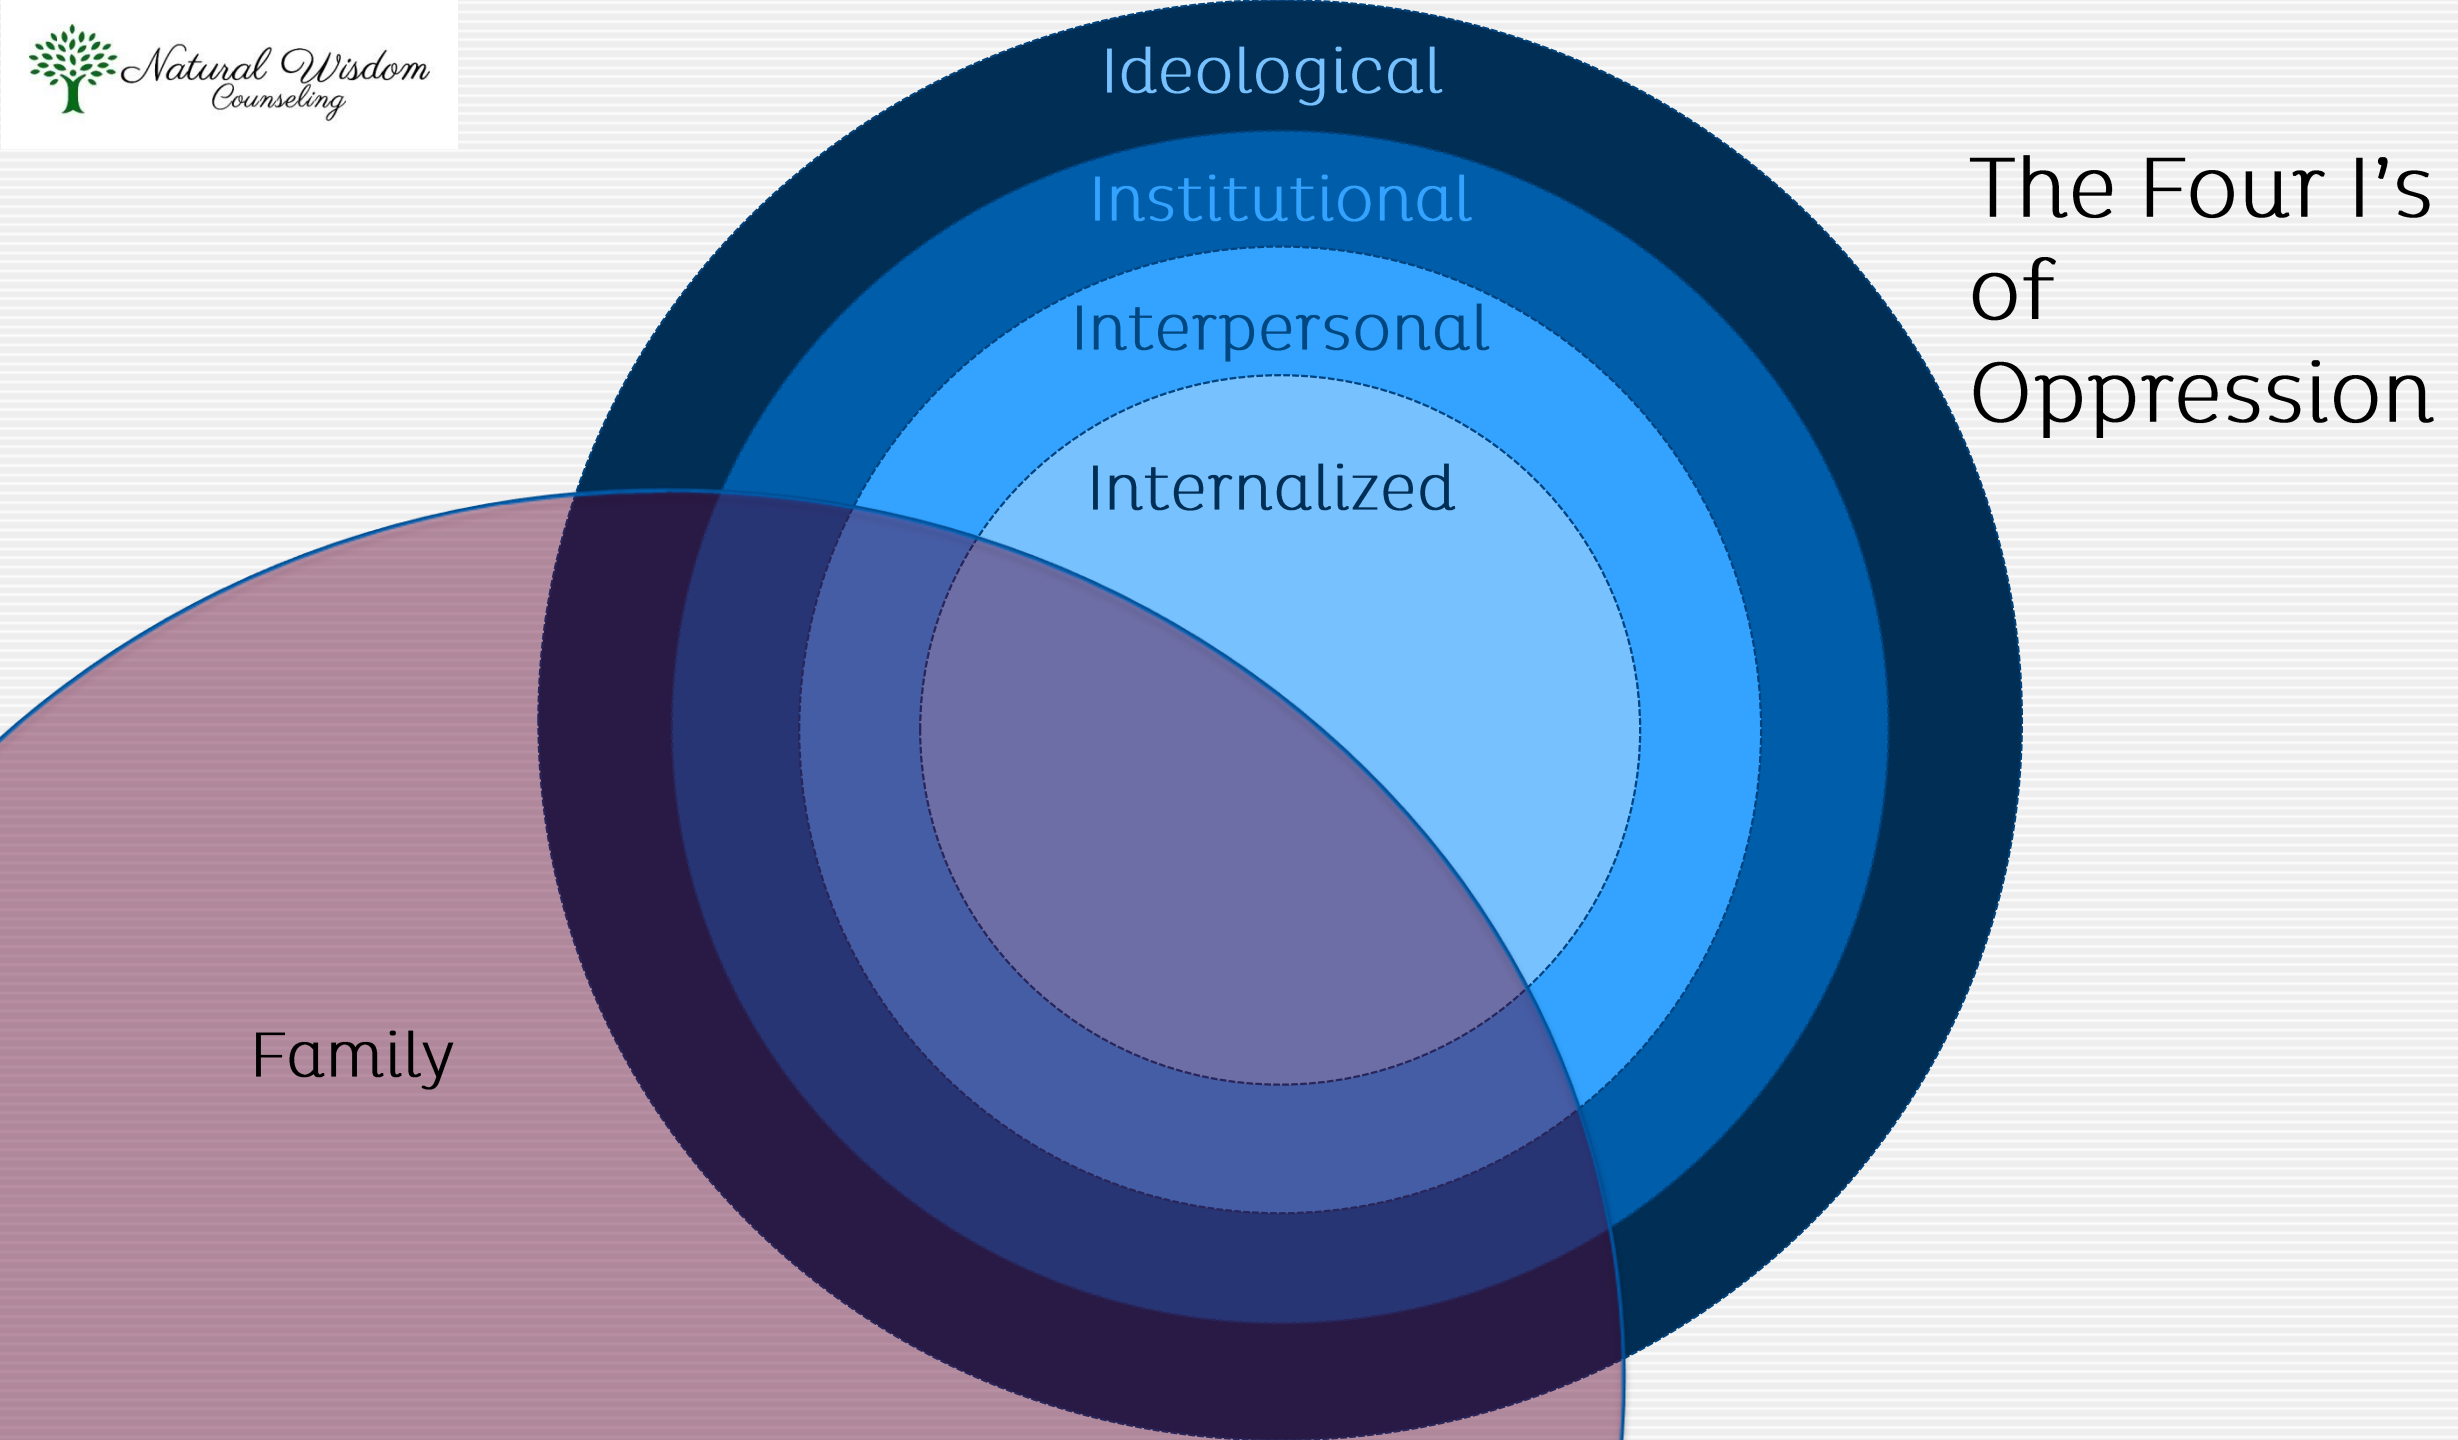 Natural Wisdom
Counseling
Ideological
Institutional
Interpersonal
Internalized
The Four I's
of
Oppression
Family